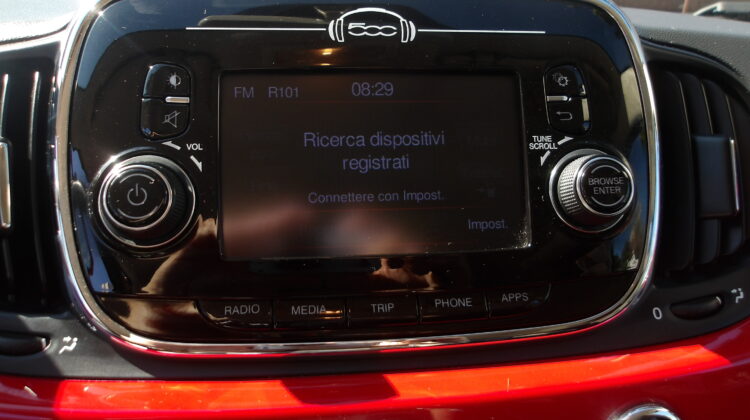 500
FM R101 08:29
VOL
TUNE
SCROLL
Ricerca dispositivi
registrati
BROWSE
ENTER
Connettere con Impost.
Impost.
RADIO MEDIA TRIP PHONE APPS
0